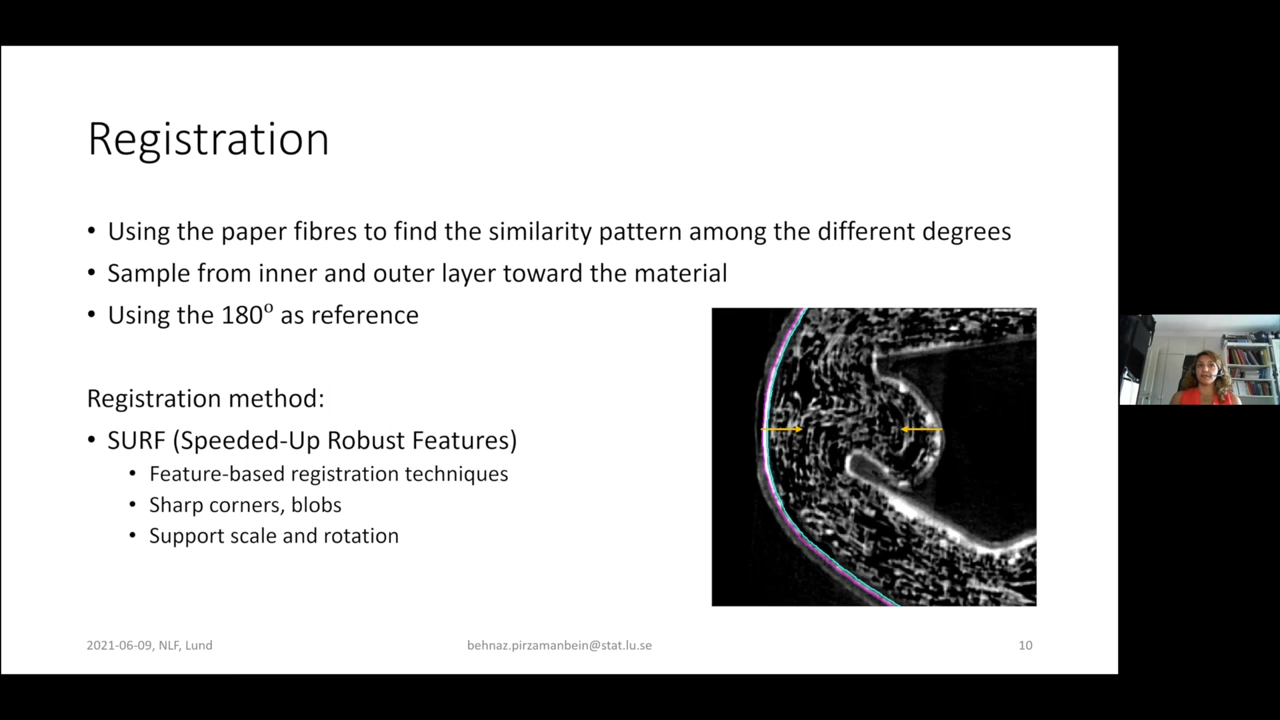 Registration
• Using the paper fibres to find the similarity pattern among the different degrees
• Sample from inner and outer layer toward the material
• Using the 180⁰ as reference
Registration method:
• SURF (Speeded-Up Robust Features)
• Feature-based registration techniques
• Sharp corners, blobs
• Support scale and rotation
2021-06-09, NLF, Lund
behnaz.pirzamanbein@stat.lu.se
10